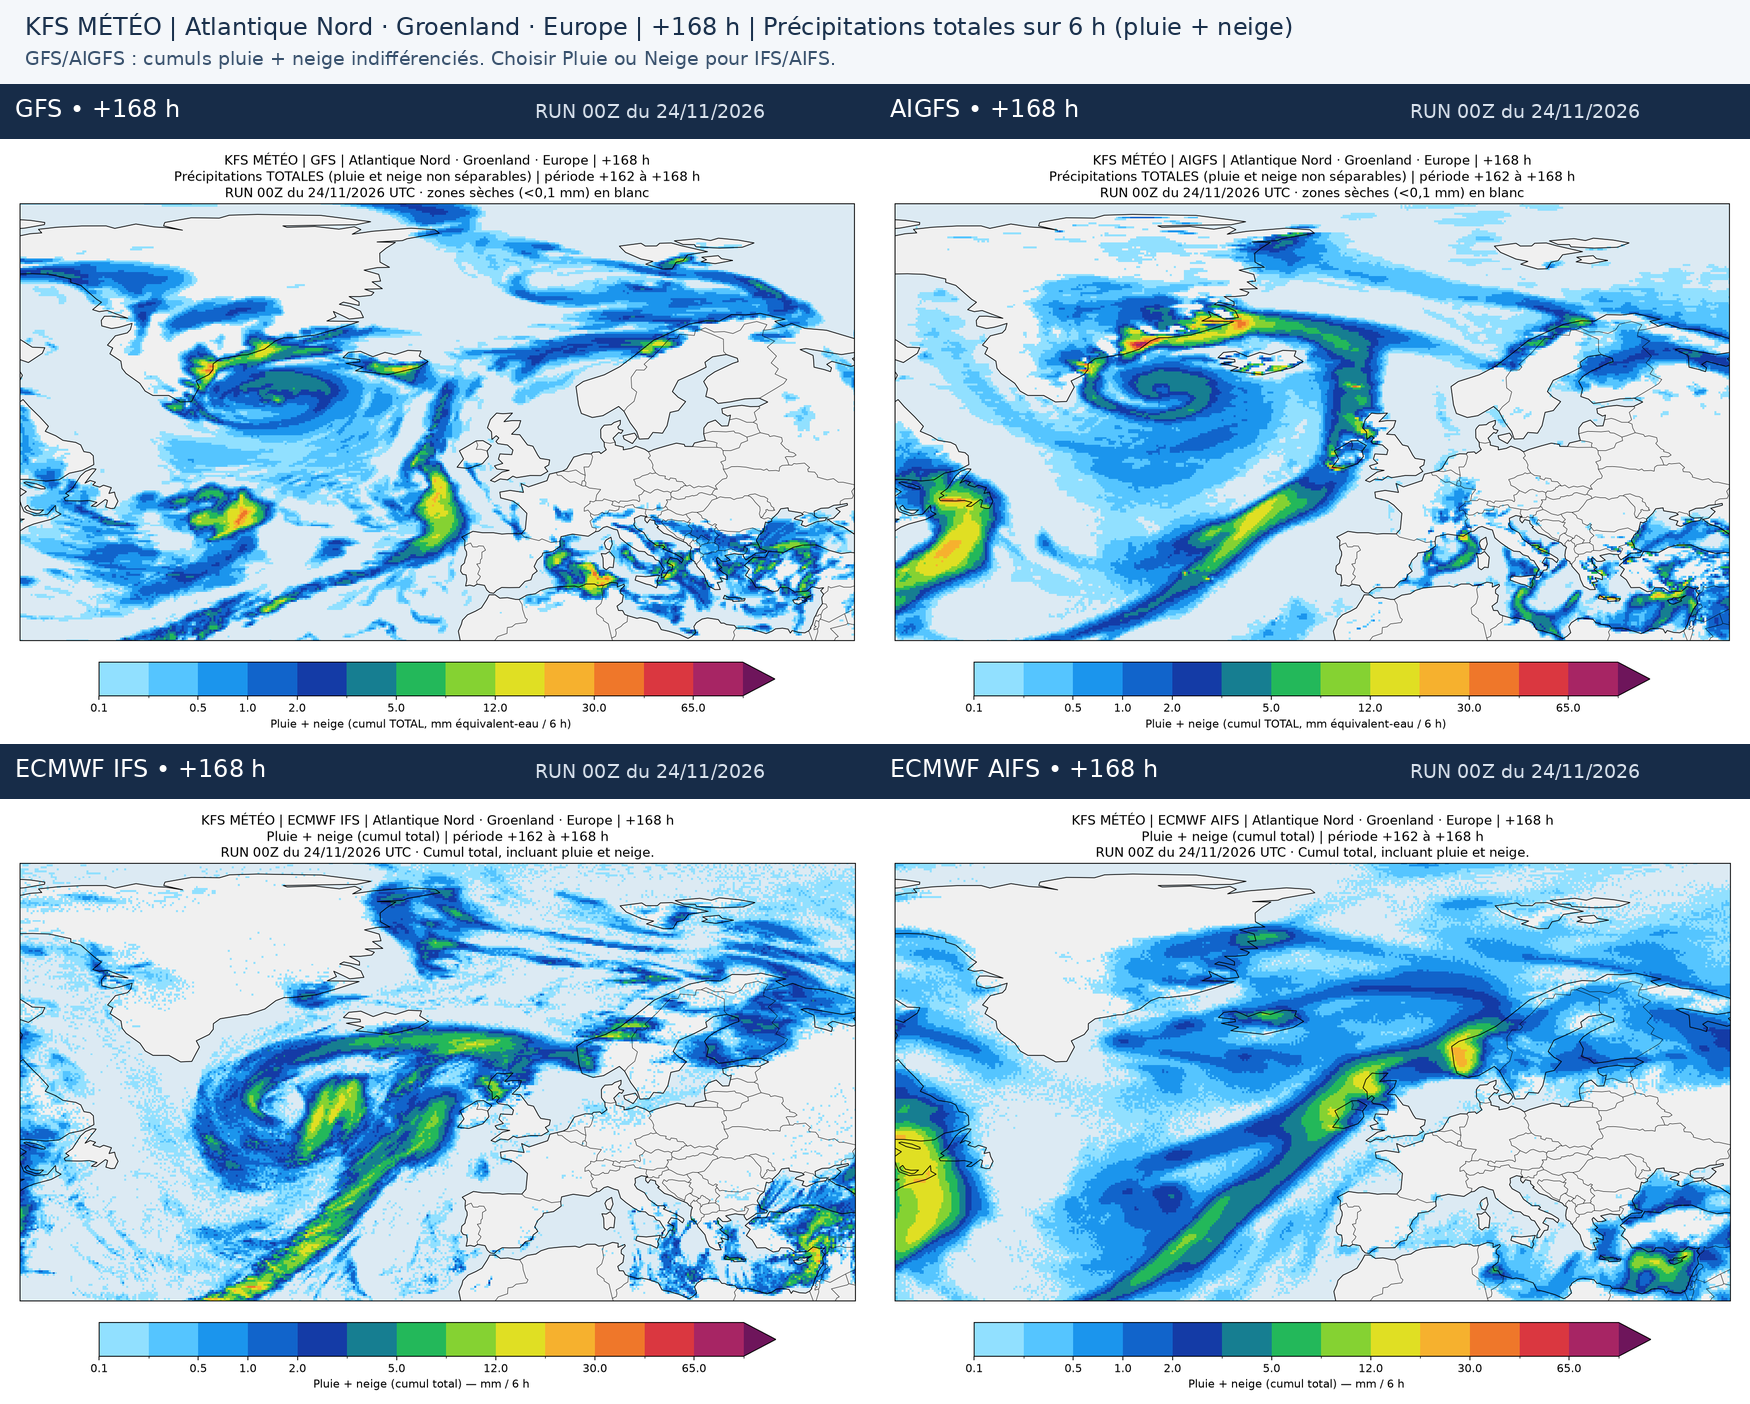 KFS MÉTÉO | Atlantique Nord · Groenland · Europe | +168 h | Précipitations totales sur 6 h (pluie + neige)
GFS/AIGFS : cumuls pluie + neige indifférenciés. Choisir Pluie ou Neige pour IFS/AIFS.
GFS • +168 h
RUN 00Z du 24/11/2026
AIGFS • +168 h
RUN 00Z du 24/11/2026
KFS MÉTÉO | GFS | Atlantique Nord · Groenland · Europe | +168 h
Précipitations TOTALES (pluie et neige non séparables) | période +162 à +168 h
RUN 00Z du 24/11/2026 UTC · zones sèches (<0,1 mm) en blanc
KFS MÉTÉO | AIGFS | Atlantique Nord · Groenland · Europe | +168 h
Précipitations TOTALES (pluie et neige non séparables) | période +162 à +168 h
RUN 00Z du 24/11/2026 UTC · zones sèches (<0,1 mm) en blanc
0.1 0.5 1.0 2.0 5.0 12.0 30.0 65.0
Pluie + neige (cumul TOTAL, mm équivalent-eau / 6 h)
0.1 0.5 1.0 2.0 5.0 12.0 30.0 65.0
Pluie + neige (cumul TOTAL, mm équivalent-eau / 6 h)
ECMWF IFS • +168 h
RUN 00Z du 24/11/2026
ECMWF AIFS • +168 h
RUN 00Z du 24/11/2026
KFS MÉTÉO | ECMWF IFS | Atlantique Nord · Groenland · Europe | +168 h
Pluie + neige (cumul total) | période +162 à +168 h
RUN 00Z du 24/11/2026 UTC · Cumul total, incluant pluie et neige.
KFS MÉTÉO | ECMWF AIFS | Atlantique Nord · Groenland · Europe | +168 h
Pluie + neige (cumul total) | période +162 à +168 h
RUN 00Z du 24/11/2026 UTC · Cumul total, incluant pluie et neige.
0.1 0.5 1.0 2.0 5.0 12.0 30.0 65.0
Pluie + neige (cumul total) — mm / 6 h
0.1 0.5 1.0 2.0 5.0 12.0 30.0 65.0
Pluie + neige (cumul total) — mm / 6 h